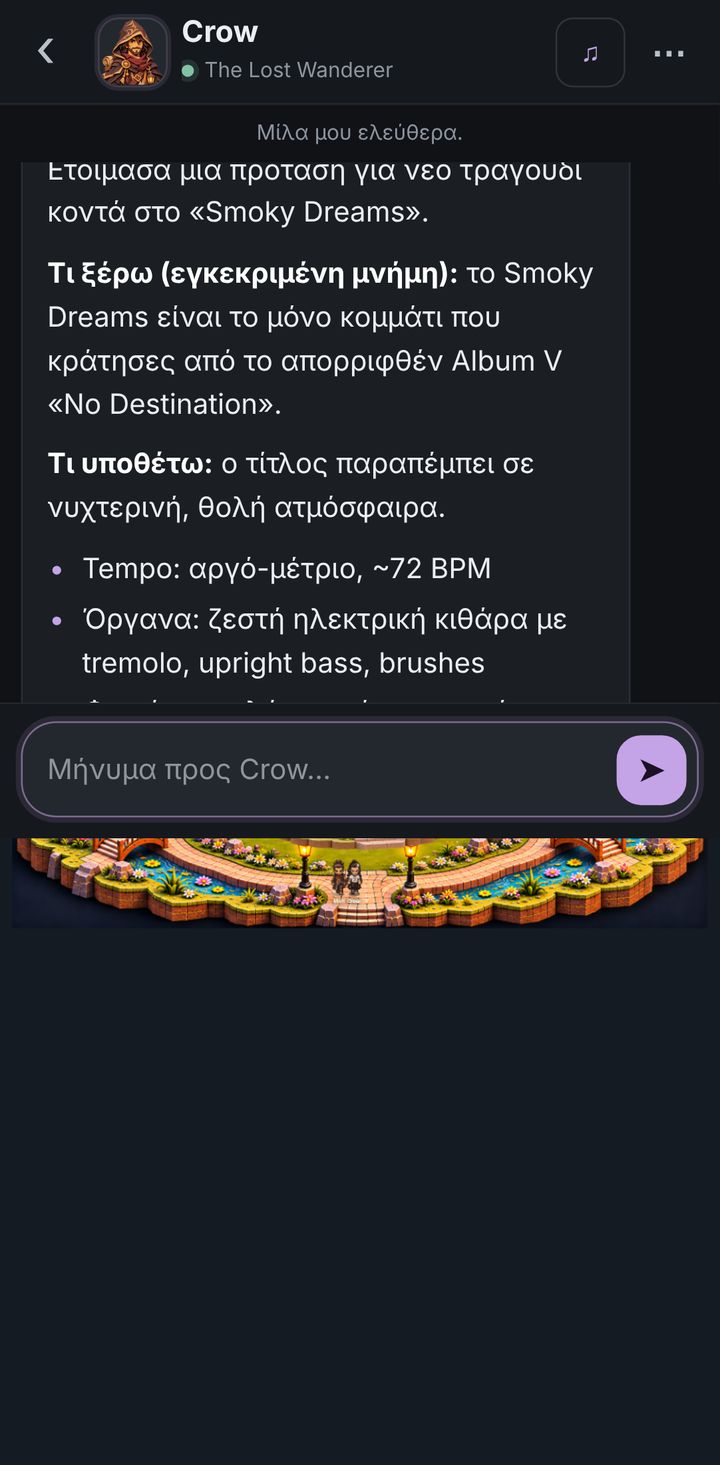 Crow
The Lost Wanderer
Μίλα μου ελεύθερα.
Ετοίμασα μια πρόταση για νέο τραγούδι
κοντά στο «Smoky Dreams».
Τι ξέρω (εγκεκριμένη μνήμη): το Smoky
Dreams είναι το μόνο κομμάτι που
κράτησες από το απορριφθέν Album V
«No Destination».
Τι υποθέτω: ο τίτλος παραπέμπει σε
νυχτερινή, θολή ατμόσφαιρα.
• Tempo: αργό-μέτριο, ~72 BPM
• Όργανα: ζεστή ηλεκτρική κιθάρα με
tremolo, upright bass, brushes
Μήνυμα προς Crow...